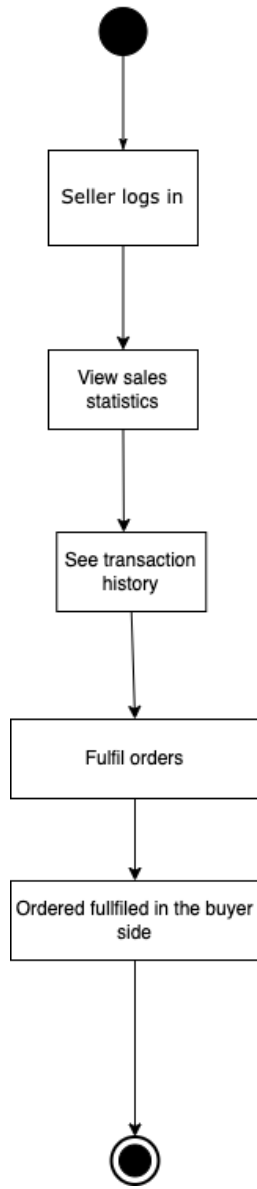 Seller logs in
View sales
statistics
See transaction
history
Fulfil orders
Ordered fullfiled in the buyer
side